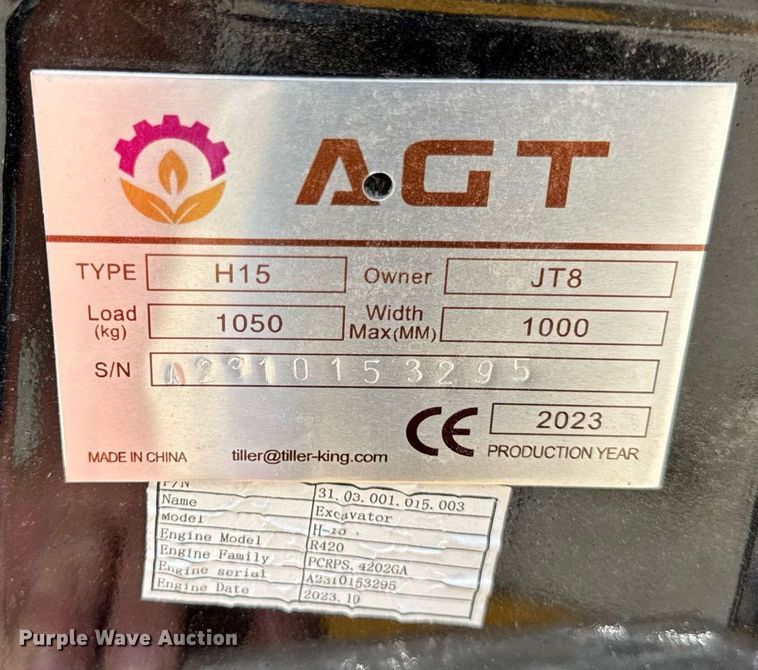 AGT
TYPE H15 Owner JT8
Load (kg) 1050 Width Max(MM) 1000
S/N A2310153295
CE 2023
MADE IN CHINA tiller@tiller-king.com PRODUCTION YEAR
P/N 31.03.001.015.003
Name Excavator
Model
Engine Model R420
Engine Family PCRPS.4202GA
Engine serial A2310153295
Engine Date 2023.10
Purple Wave Auction